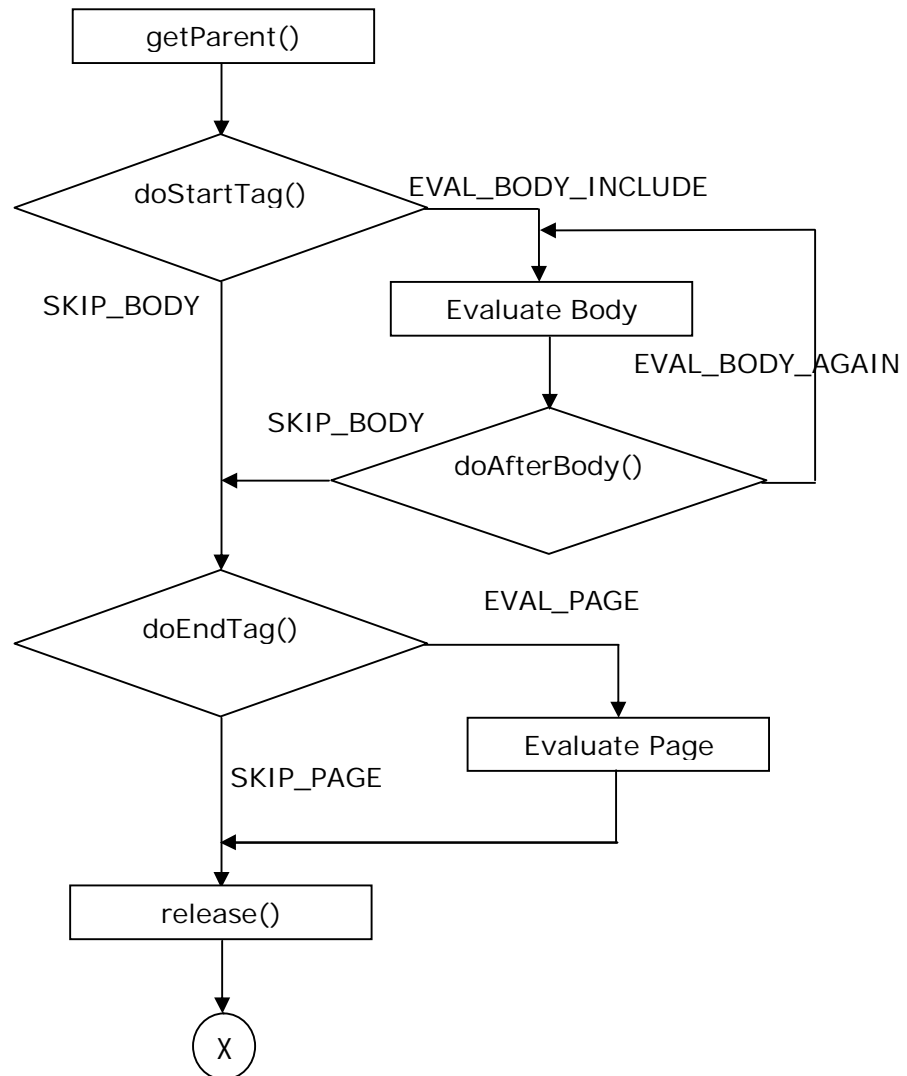 getParent()
doStartTag()
EVAL_BODY_INCLUDE
SKIP_BODY
Evaluate Body
EVAL_BODY_AGAIN
SKIP_BODY
doAfterBody()
EVAL_PAGE
doEndTag()
Evaluate Page
SKIP_PAGE
release()
X